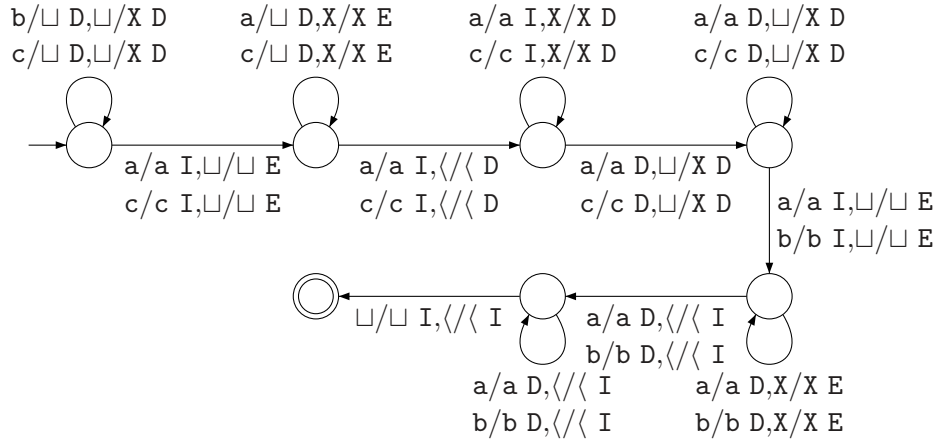 b/⊔ D,⊔/X D
c/⊔ D,⊔/X D
a/⊔ D,X/X E
c/⊔ D,X/X E
a/a I,X/X D
c/c I,X/X D
a/a D,⊔/X D
c/c D,⊔/X D
a/a I,⊔/⊔ E
c/c I,⊔/⊔ E
a/a I,⟨/⟨ D
c/c I,⟨/⟨ D
a/a D,⊔/X D
c/c D,⊔/X D
a/a I,⊔/⊔ E
b/b I,⊔/⊔ E
⊔/⊔ I,⟨/⟨ I
a/a D,⟨/⟨ I
b/b D,⟨/⟨ I
a/a D,⟨/⟨ I
b/b D,⟨/⟨ I
a/a D,X/X E
b/b D,X/X E